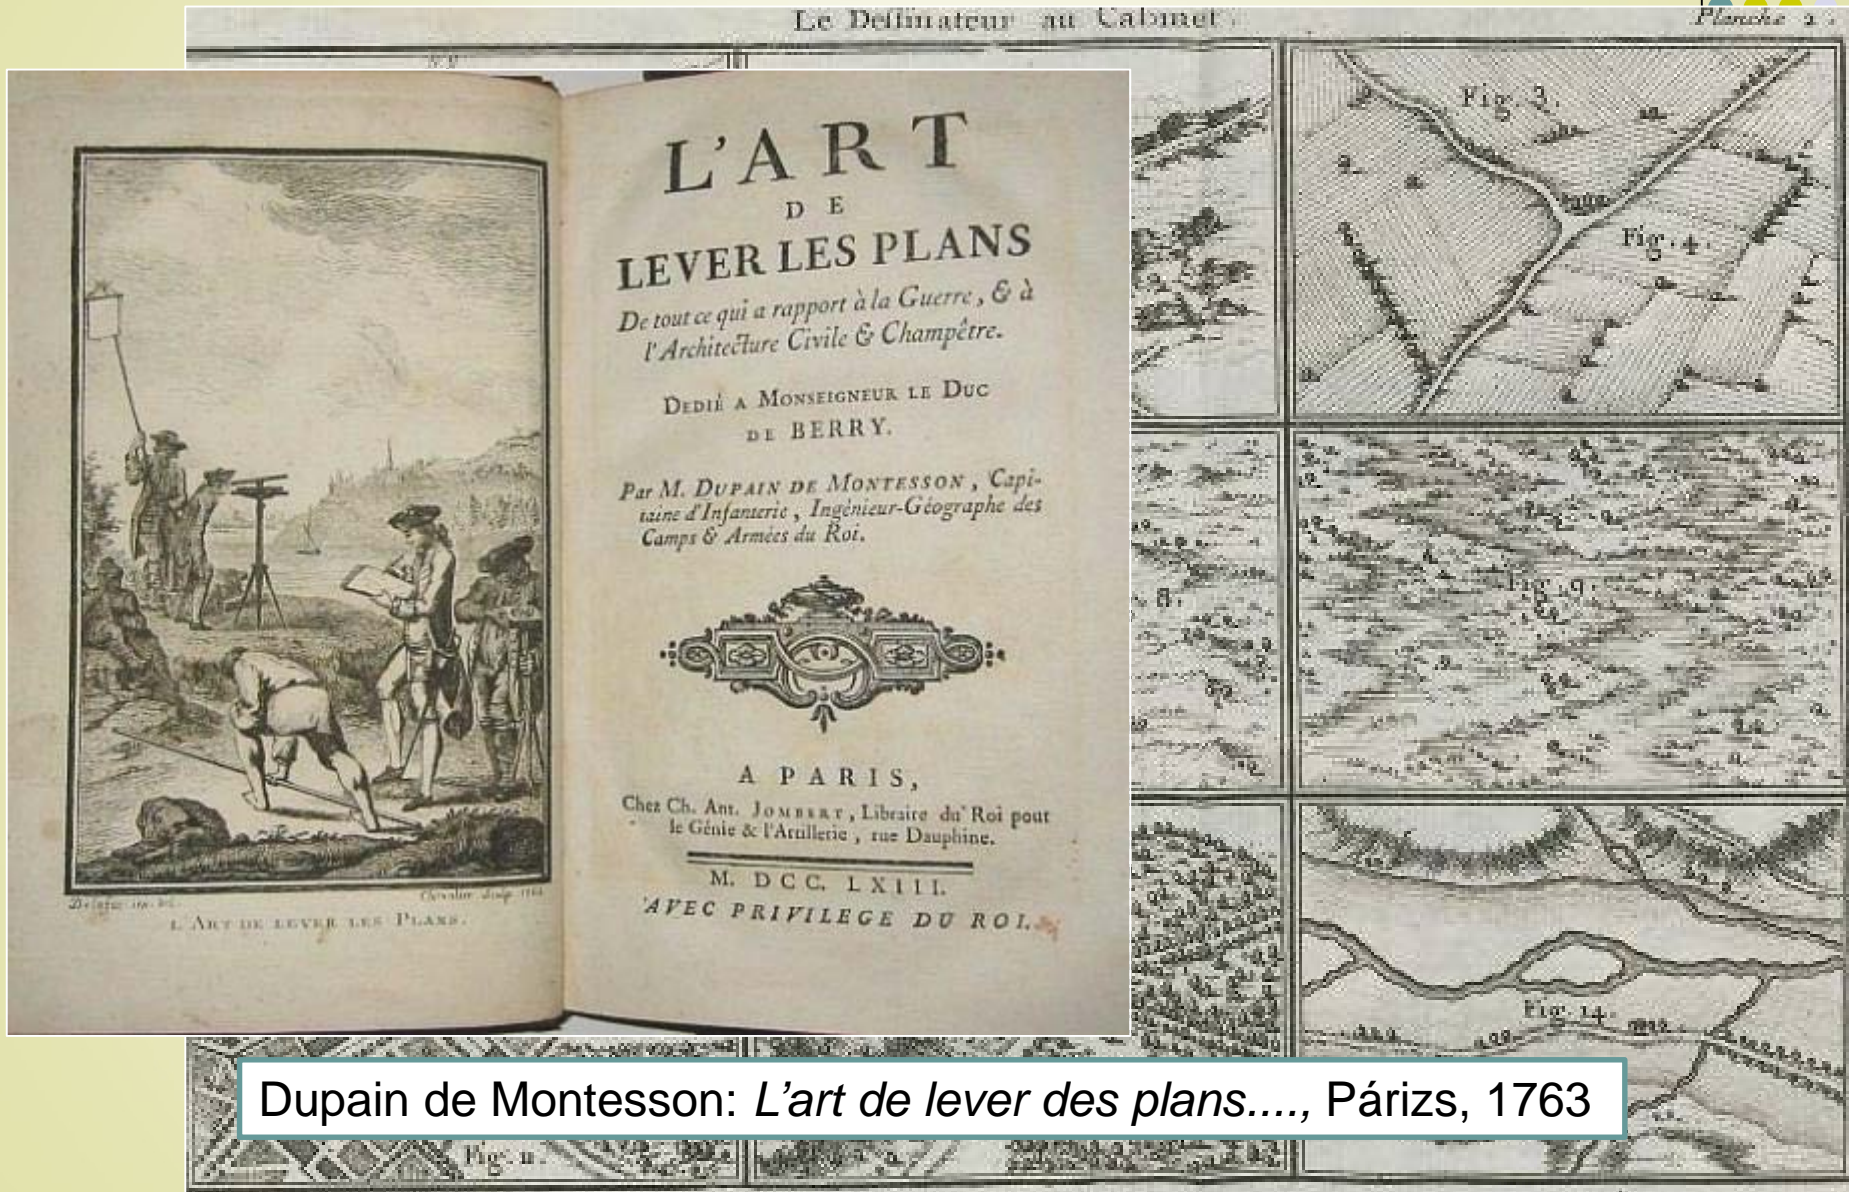 Le Dessinateur au Cabinet.
Planche 2.
Fig. 3.
Fig. 4.
L'ART
DE
LEVER LES PLANS
De tout ce qui a rapport à la Guerre, & à
l'Architecture Civile & Champêtre.
DEDIÉ A MONSEIGNEUR LE DUC
DE BERRY.
Par M. DUPAIN DE MONTESSON, Capi-
taine d'Infanterie, Ingénieur-Géographe des
Camps & Armées du Roi.
A PARIS,
Chez Ch. Ant. JOMBERT, Libraire du Roi pour
le Génie & l'Artillerie, rue Dauphine.
M. DCC. LXIII.
AVEC PRIVILEGE DU ROI.
L'ART DE LEVER LES PLANS.
8.
Fig. 9.
Fig. 14.
Fig. 11.
Dupain de Montesson: L’art de lever des plans...., Párizs, 1763